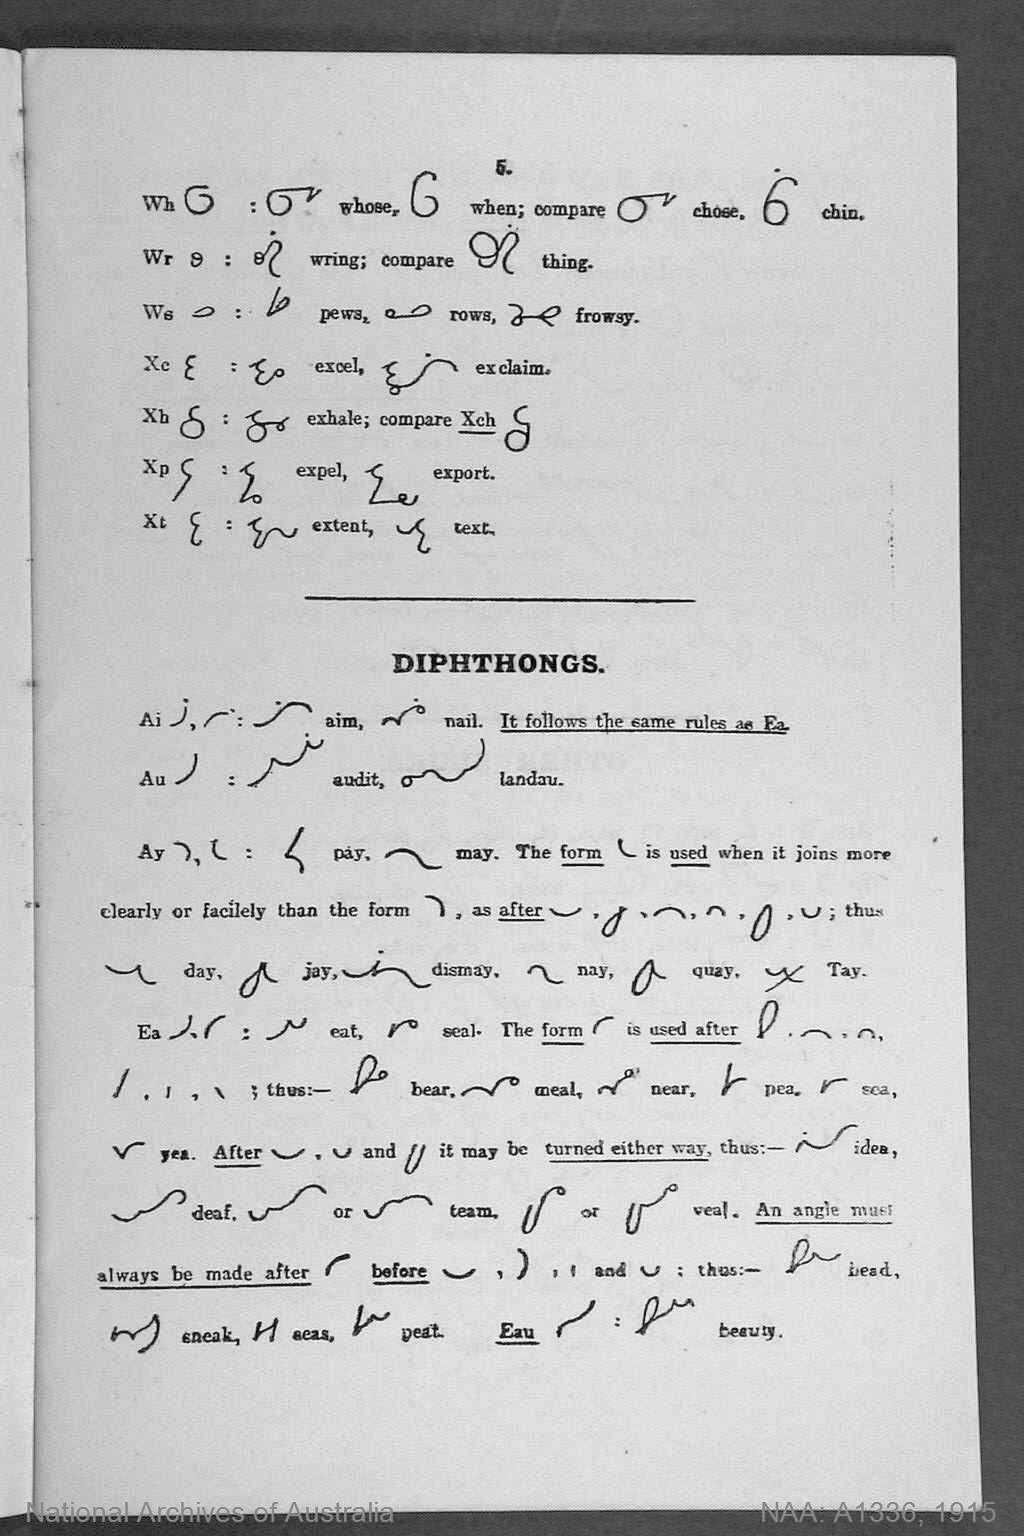 5.
Wh : whose, when; compare chose, chin.
Wr : wring; compare thing.
Ws : pews, rows, frowsy.
Xc : excel, exclaim.
Xh : exhale; compare Xch
Xp : expel, export.
Xt : extent, text.
DIPHTHONGS.
Ai , : aim, nail. It follows the same rules as Ea.
Au : audit, landau.
Ay , : pay, may. The form is used when it joins more
clearly or facilely than the form , as after , , , , , ; thus
day, jay, dismay, nay, quay, Tay.
Ea , : eat, seal. The form is used after , , ,
, , , ; thus:— bear, meal, near, pea, sea,
yea. After , and it may be turned either way, thus:— idea,
deaf, or team, or veal. An angle must
always be made after before , , , and ; thus:— bead,
sneak, seas, peat. Eau : beauty.
National Archives of Australia NAA: A1336, 1915